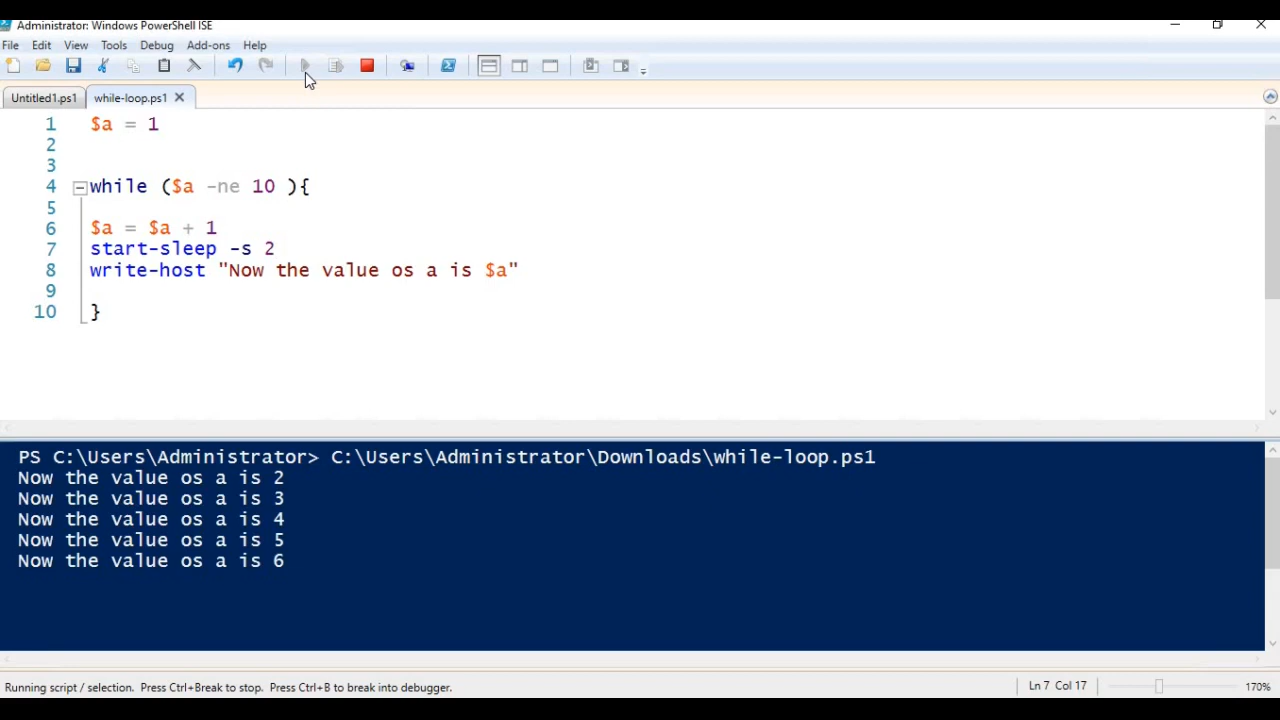 Administrator: Windows PowerShell ISE
File Edit View Tools Debug Add-ons Help
Untitled1.ps1 while-loop.ps1
1 $a = 1
2
3
4 while ($a -ne 10 ){
5
6 $a = $a + 1
7 start-sleep -s 2
8 write-host "Now the value os a is $a"
9
10 }
PS C:\Users\Administrator> C:\Users\Administrator\Downloads\while-loop.ps1
Now the value os a is 2
Now the value os a is 3
Now the value os a is 4
Now the value os a is 5
Now the value os a is 6
Running script / selection. Press Ctrl+Break to stop. Press Ctrl+B to break into debugger. Ln 7 Col 17 170%